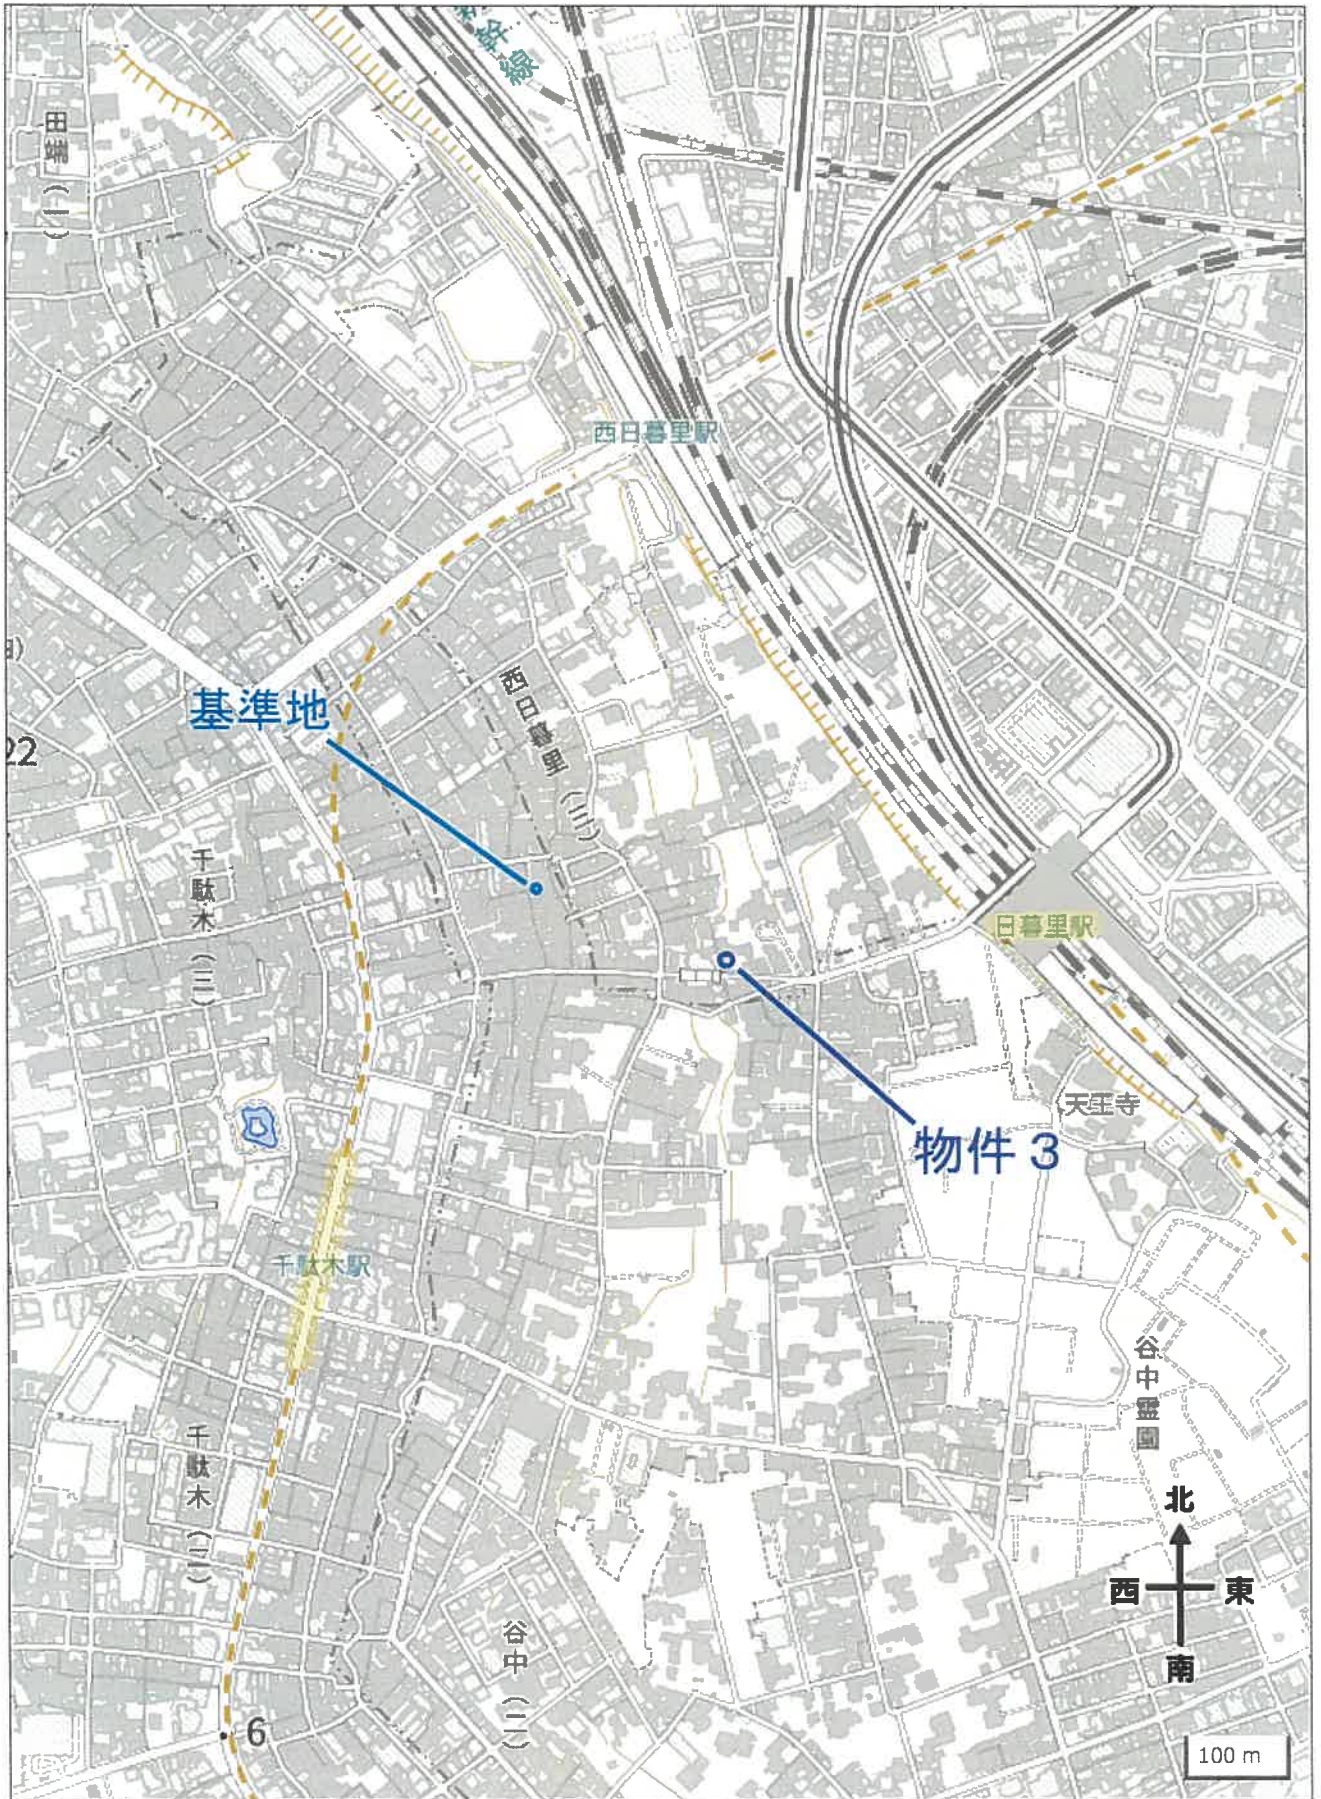 新幹線
田端(一)
西日暮里駅
基準地
西日暮里(三)
22
千駄木(三)
日暮里駅
天王寺
物件3
千駄木駅
谷中霊園
千駄木(二)
北
西
東
南
谷中(二)
6
100 m